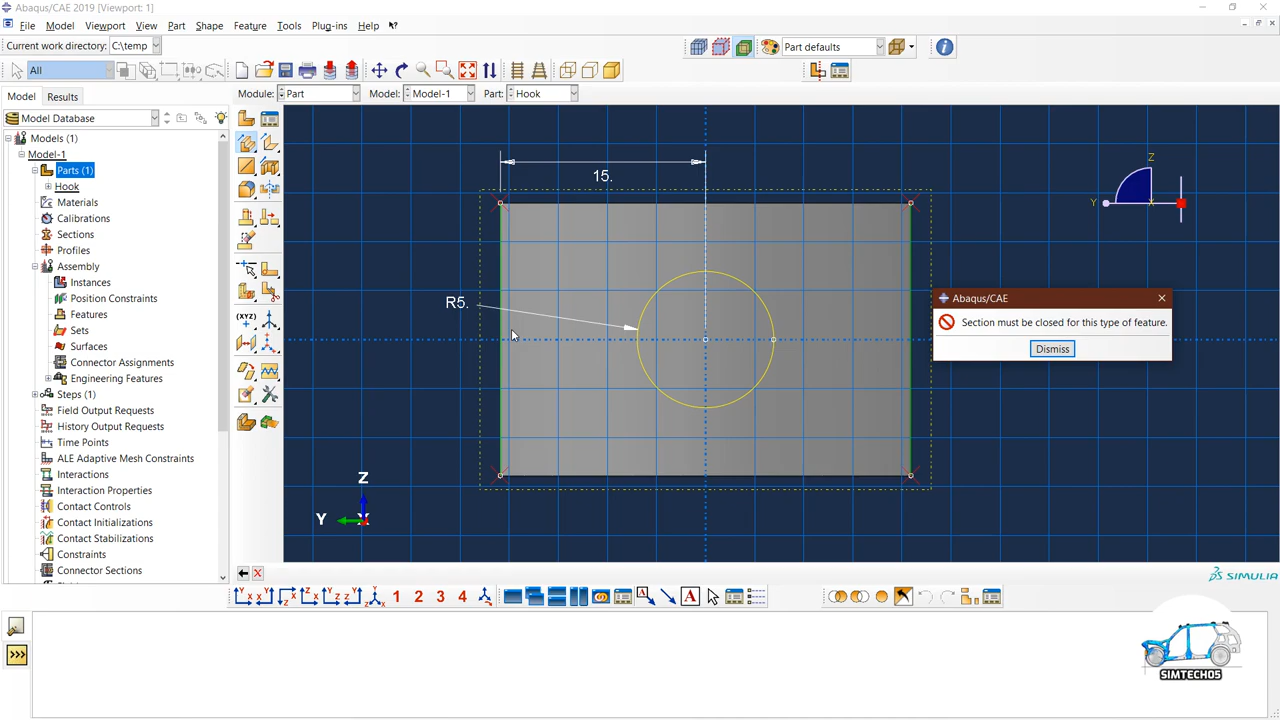 Abaqus/CAE 2019 [Viewport: 1]
File Model Viewport View Part Shape Feature Tools Plug-ins Help
Current work directory: C:\temp
Part defaults
All
Model Results
Module: Part Model: Model-1 Part: Hook
Model Database
Models (1)
Model-1
Parts (1)
Hook
Materials
Calibrations
Sections
Profiles
Assembly
Instances
Position Constraints
Features
Sets
Surfaces
Connector Assignments
Engineering Features
Steps (1)
Field Output Requests
History Output Requests
Time Points
ALE Adaptive Mesh Constraints
Interactions
Interaction Properties
Contact Controls
Contact Initializations
Contact Stabilizations
Constraints
Connector Sections
(XYZ)
15.
R5.
Z
Y X
Z
Y X
Abaqus/CAE
Section must be closed for this type of feature.
Dismiss
SIMULIA
1 2 3 4
A
>>>
SIMTECH05